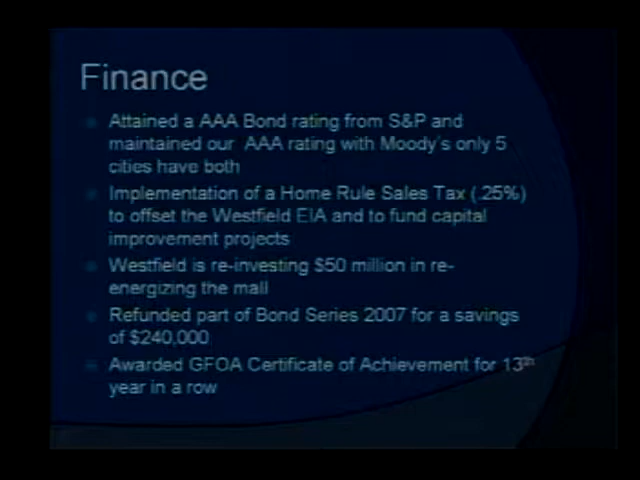 Finance
Attained a AAA Bond rating from S&P and
maintained our AAA rating with Moody's only 5
cities have both
Implementation of a Home Rule Sales Tax (.25%)
to offset the Westfield EIA and to fund capital
improvement projects
Westfield is re-investing $50 million in re-
energizing the mall
Refunded part of Bond Series 2007 for a savings
of $240,000
Awarded GFOA Certificate of Achievement for 13th
year in a row